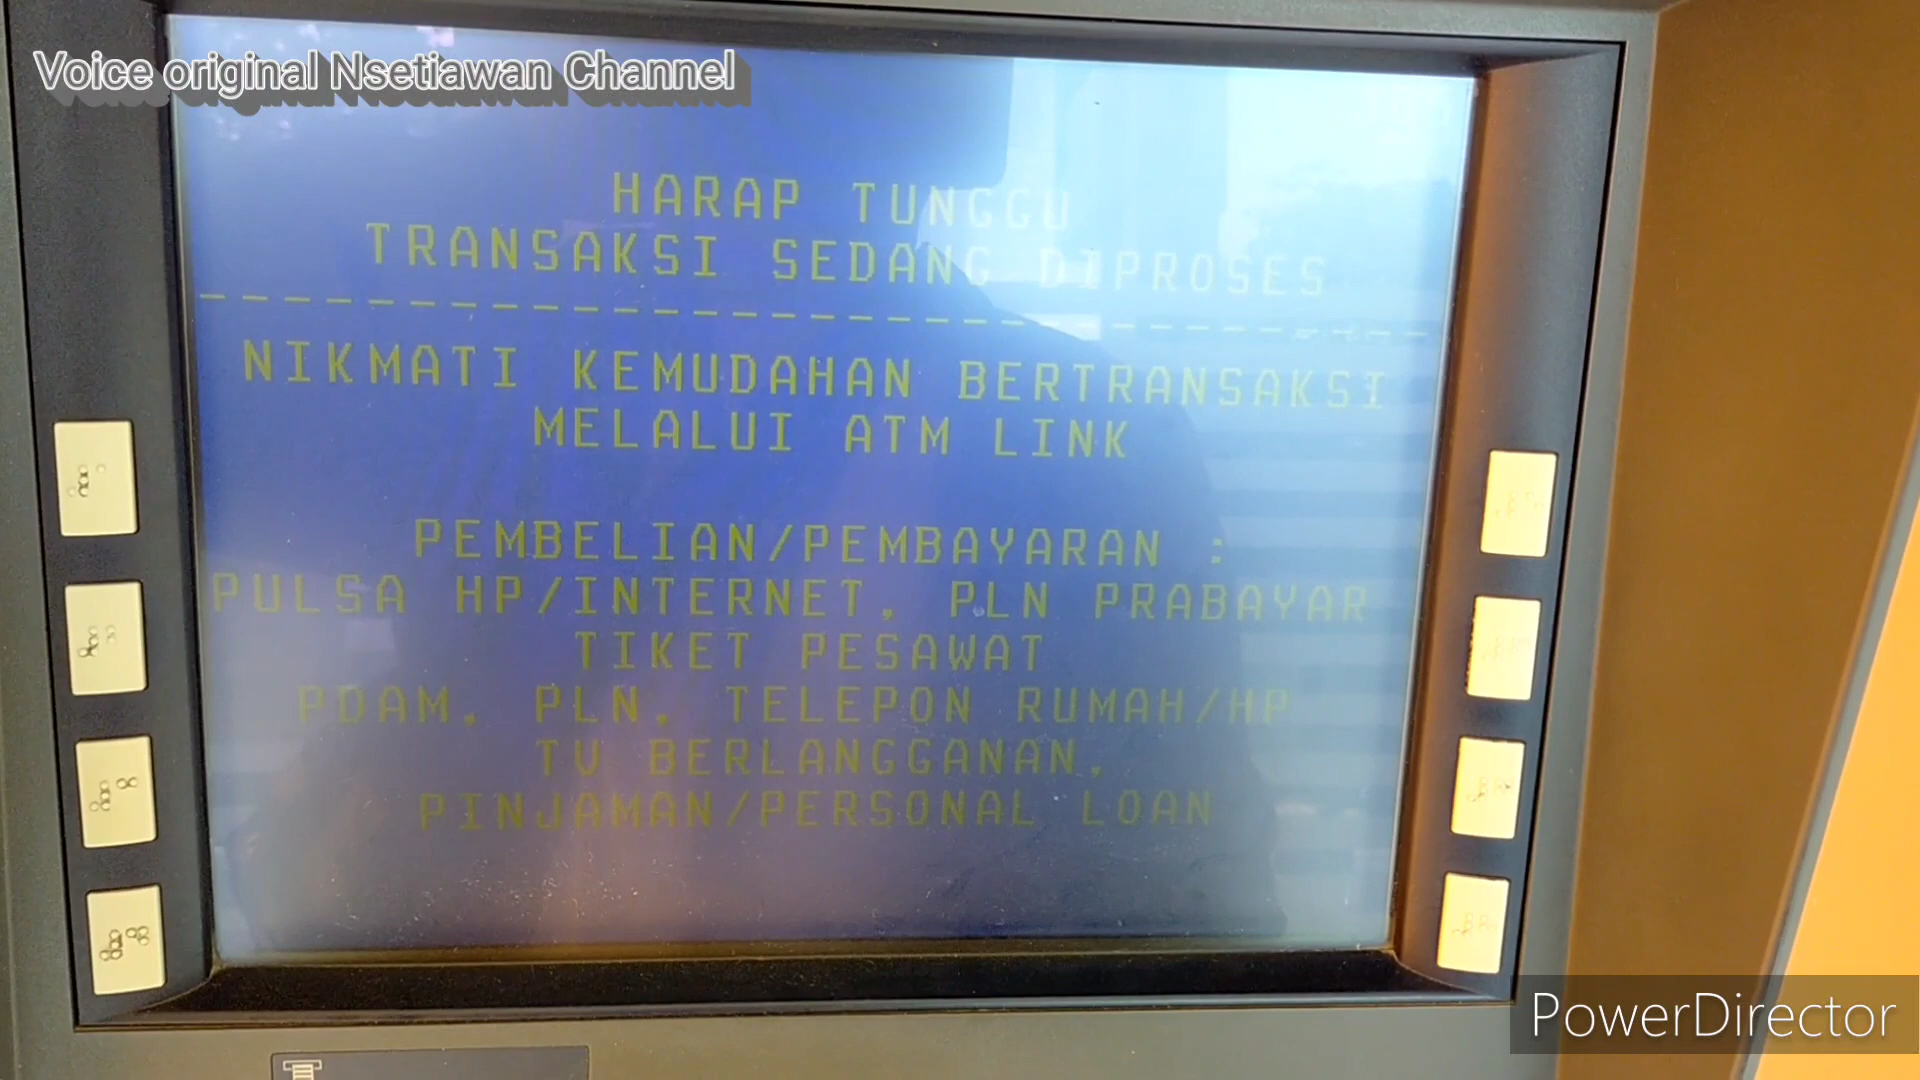 Voice original Nsetiawan Channel
HARAP TUNGGU
TRANSAKSI SEDANG DIPROSES
NIKMATI KEMUDAHAN BERTRANSAKSI
MELALUI ATM LINK
PEMBELIAN/PEMBAYARAN :
PULSA HP/INTERNET, PLN PRABAYAR
TIKET PESAWAT
PDAM, PLN, TELEPON RUMAH/HP
TV BERLANGGANAN,
PINJAMAN/PERSONAL LOAN
PowerDirector